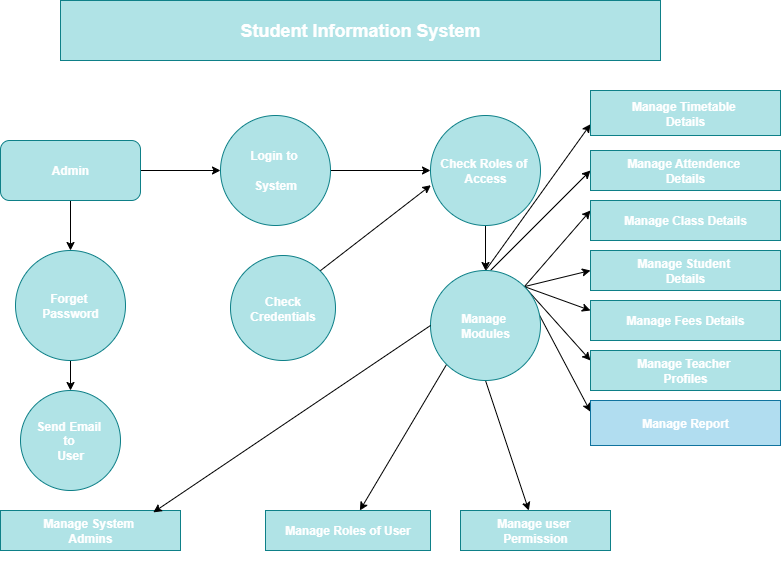 Student Information System
Manage Timetable
Details
Admin
Login to
System
Check Roles of
Access
Manage Attendence
Details
Manage Class Details
Manage Student
Details
Forget
Password
Check
Credentials
Manage
Modules
Manage Fees Details
Manage Teacher
Profiles
Manage Report
Send Email
to
User
Manage System
Admins
Manage Roles of User
Manage user
Permission